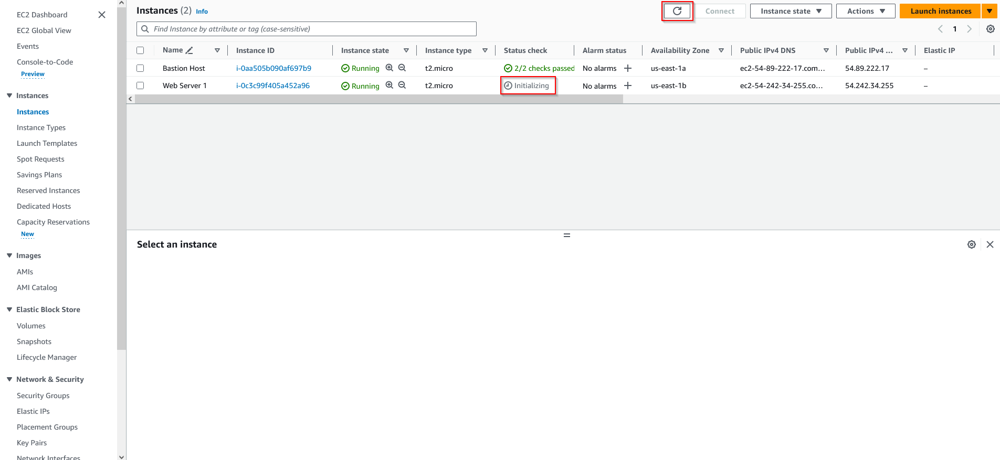 EC2 Dashboard
EC2 Global View
Events
Console-to-Code
Preview
Instances
Instances
Instance Types
Launch Templates
Spot Requests
Savings Plans
Reserved Instances
Dedicated Hosts
Capacity Reservations
New
Images
AMIs
AMI Catalog
Elastic Block Store
Volumes
Snapshots
Lifecycle Manager
Network & Security
Security Groups
Elastic IPs
Placement Groups
Key Pairs
Network Interfaces
Instances (2) Info
Connect Instance state Actions Launch instances
Find Instance by attribute or tag (case-sensitive)
1
Name Instance ID Instance state Instance type Status check Alarm status Availability Zone Public IPv4 DNS Public IPv4 ... Elastic IP
Bastion Host i-0aa505b090af697b9 Running t2.micro 2/2 checks passed No alarms + us-east-1a ec2-54-89-222-17.com... 54.89.222.17 –
Web Server 1 i-0c3c99f405a452a96 Running t2.micro Initializing No alarms + us-east-1b ec2-54-242-34-255.co... 54.242.34.255 –
Select an instance